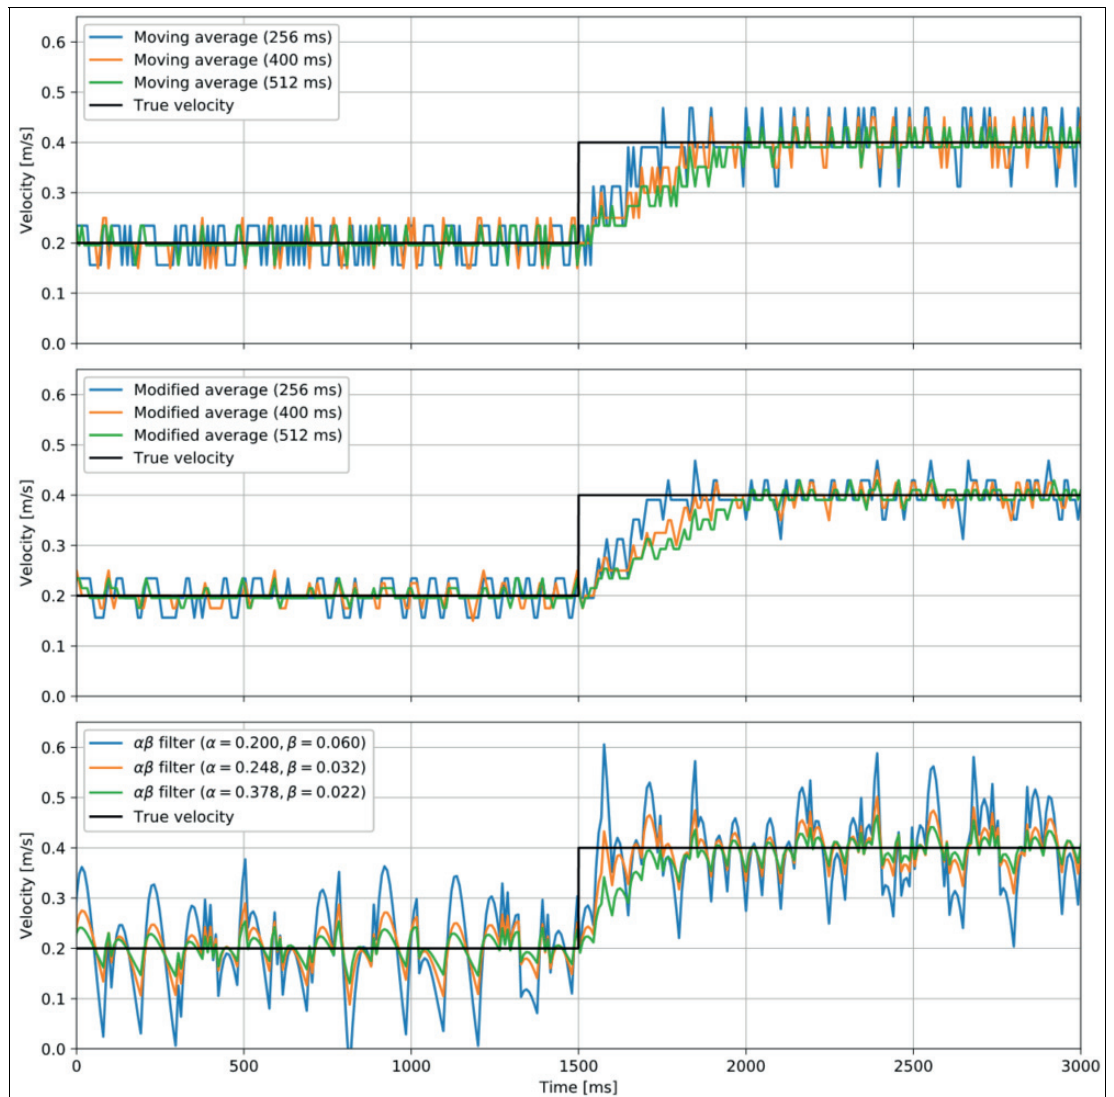 0.6
0.5
0.4
0.3
0.2
0.1
0.0
Velocity [m/s]
Moving average (256 ms)
Moving average (400 ms)
Moving average (512 ms)
True velocity
0.6
0.5
0.4
0.3
0.2
0.1
0.0
Velocity [m/s]
Modified average (256 ms)
Modified average (400 ms)
Modified average (512 ms)
True velocity
0.6
0.5
0.4
0.3
0.2
0.1
0.0
Velocity [m/s]
αβ filter (α = 0.200, β = 0.060)
αβ filter (α = 0.248, β = 0.032)
αβ filter (α = 0.378, β = 0.022)
True velocity
0 500 1000 1500 2000 2500 3000
Time [ms]